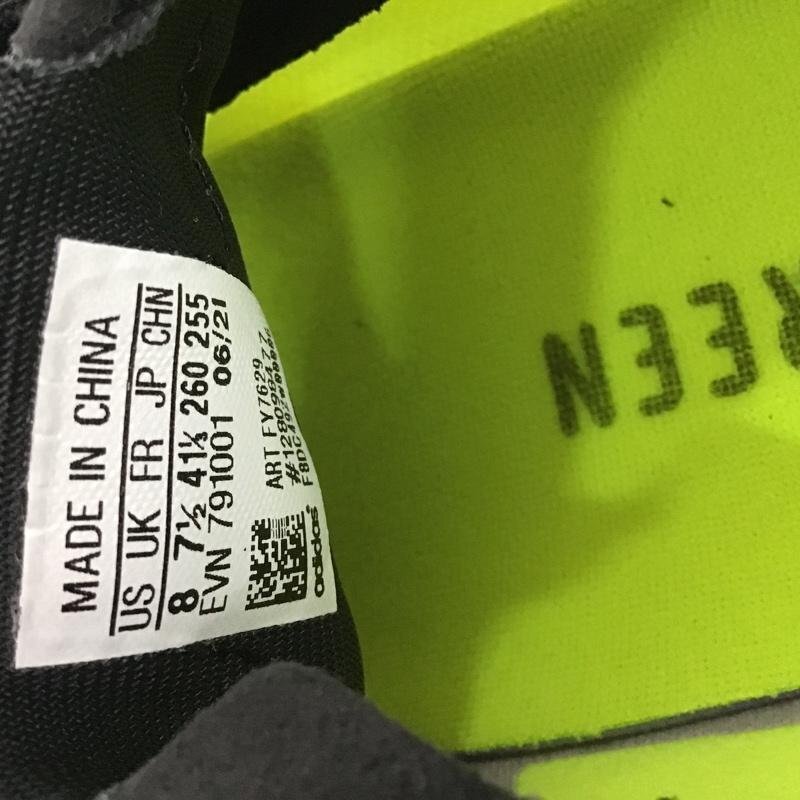 MADE IN CHINA
US UK FR JP CHN
8 7½ 41⅓ 260 255
EVN 791001 06/21
ART FY7629
adidas
REEN